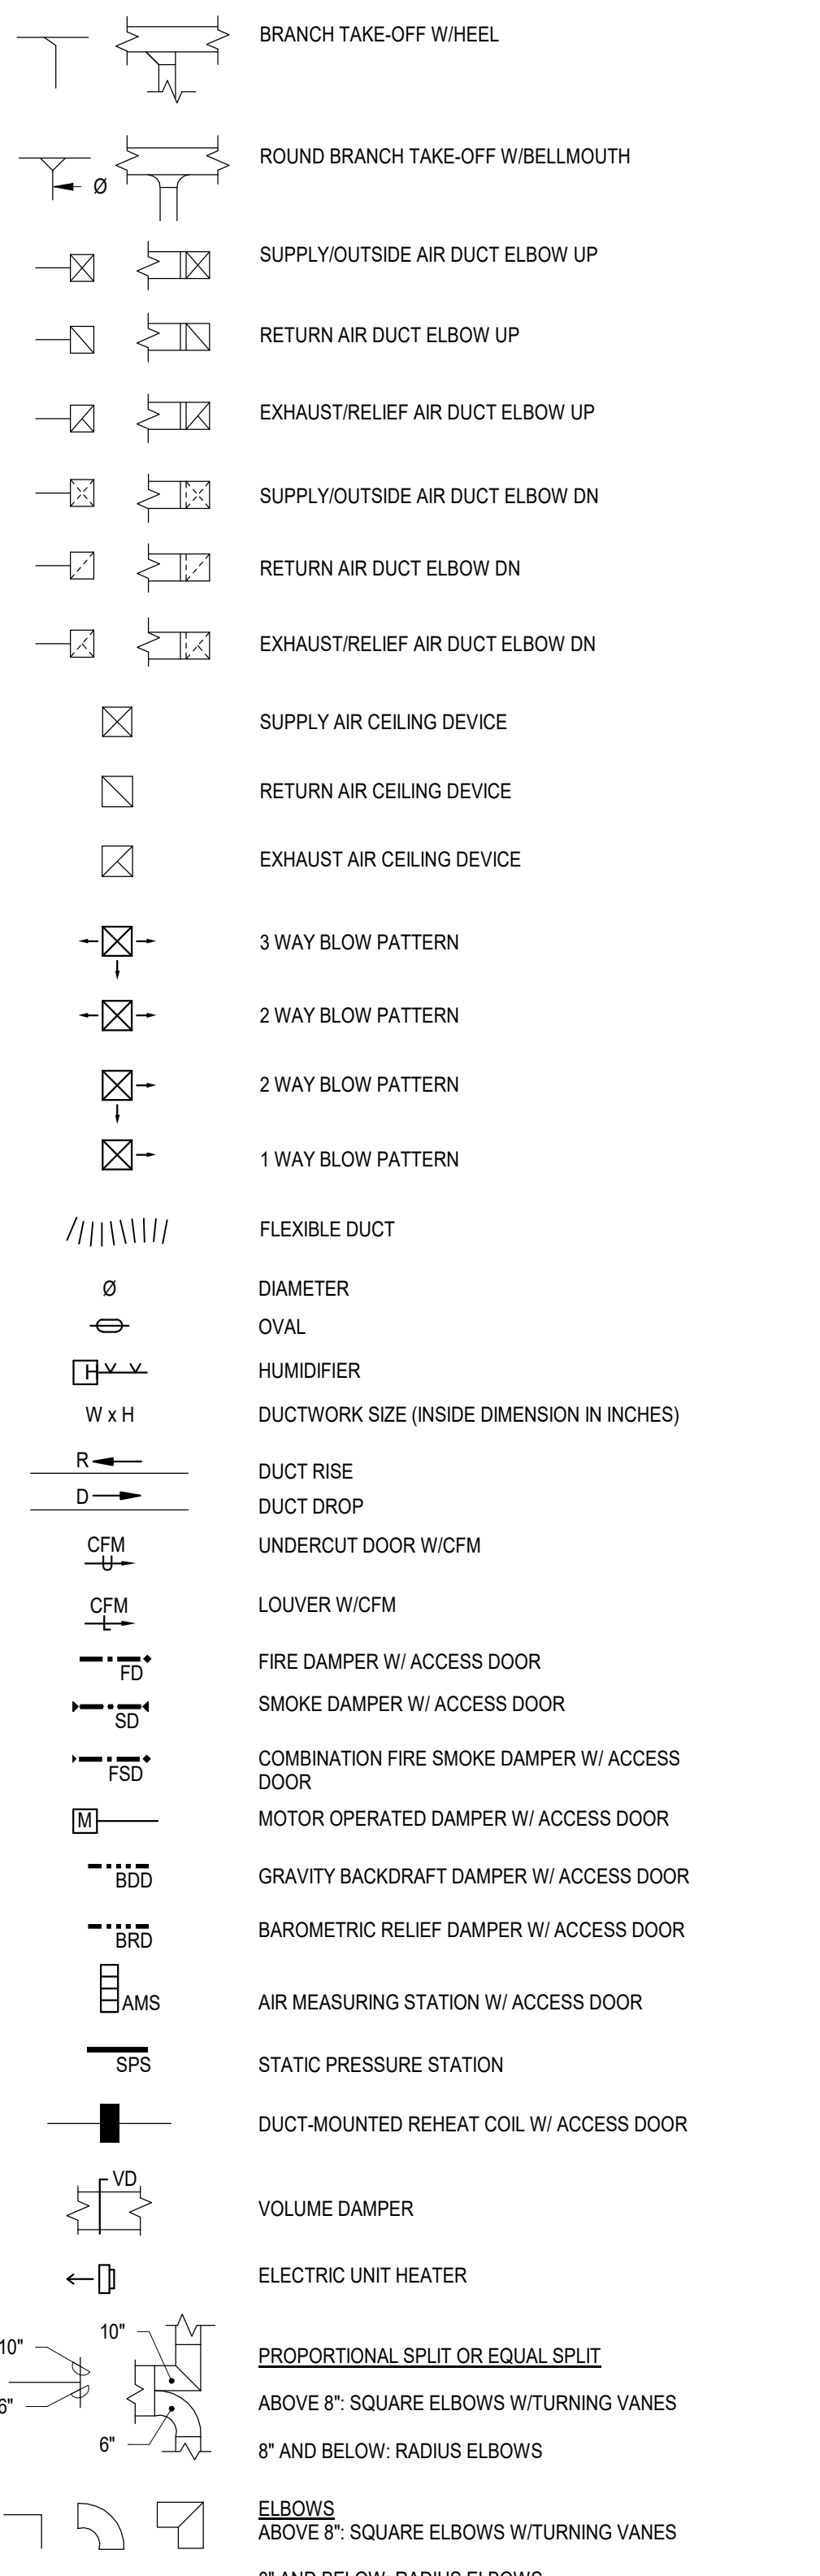 BRANCH TAKE-OFF W/HEEL
Ø
ROUND BRANCH TAKE-OFF W/BELLMOUTH
SUPPLY/OUTSIDE AIR DUCT ELBOW UP
RETURN AIR DUCT ELBOW UP
EXHAUST/RELIEF AIR DUCT ELBOW UP
SUPPLY/OUTSIDE AIR DUCT ELBOW DN
RETURN AIR DUCT ELBOW DN
EXHAUST/RELIEF AIR DUCT ELBOW DN
SUPPLY AIR CEILING DEVICE
RETURN AIR CEILING DEVICE
EXHAUST AIR CEILING DEVICE
3 WAY BLOW PATTERN
2 WAY BLOW PATTERN
2 WAY BLOW PATTERN
1 WAY BLOW PATTERN
FLEXIBLE DUCT
Ø DIAMETER
OVAL
HUMIDIFIER
W x H DUCTWORK SIZE (INSIDE DIMENSION IN INCHES)
R DUCT RISE
D DUCT DROP
CFM UNDERCUT DOOR W/CFM
U
CFM LOUVER W/CFM
L
FIRE DAMPER W/ ACCESS DOOR
FD
SMOKE DAMPER W/ ACCESS DOOR
SD
COMBINATION FIRE SMOKE DAMPER W/ ACCESS
FSD
DOOR
M MOTOR OPERATED DAMPER W/ ACCESS DOOR
BDD GRAVITY BACKDRAFT DAMPER W/ ACCESS DOOR
BRD BAROMETRIC RELIEF DAMPER W/ ACCESS DOOR
AMS AIR MEASURING STATION W/ ACCESS DOOR
SPS STATIC PRESSURE STATION
DUCT-MOUNTED REHEAT COIL W/ ACCESS DOOR
VD
VOLUME DAMPER
ELECTRIC UNIT HEATER
10"
10"
PROPORTIONAL SPLIT OR EQUAL SPLIT
6"
ABOVE 8": SQUARE ELBOWS W/TURNING VANES
6"
8" AND BELOW: RADIUS ELBOWS
ELBOWS
ABOVE 8": SQUARE ELBOWS W/TURNING VANES
8" AND BELOW: RADIUS ELBOWS